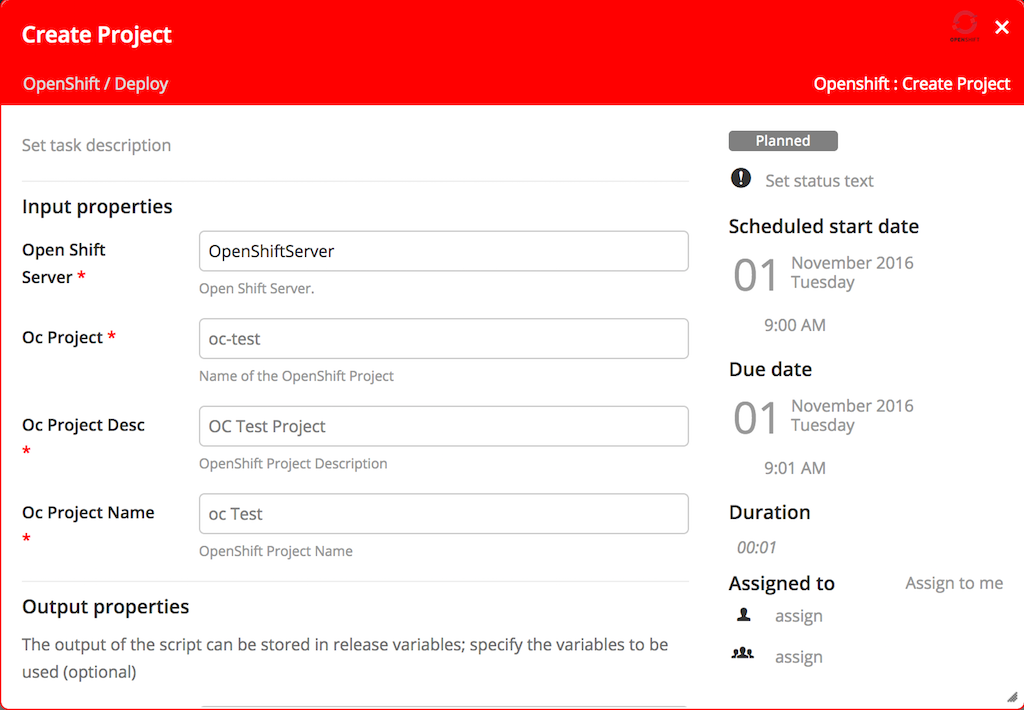 Create Project
OPENSHIFT
OpenShift / Deploy
Openshift : Create Project
Set task description
Input properties
Open Shift
Server *
OpenShiftServer
Open Shift Server.
Oc Project *
oc-test
Name of the OpenShift Project
Oc Project Desc
*
OC Test Project
OpenShift Project Description
Oc Project Name
*
oc Test
OpenShift Project Name
Output properties
The output of the script can be stored in release variables; specify the variables to be
used (optional)
Planned
Set status text
Scheduled start date
01
November 2016
Tuesday
9:00 AM
Due date
01
November 2016
Tuesday
9:01 AM
Duration
00:01
Assigned to
Assign to me
assign
assign